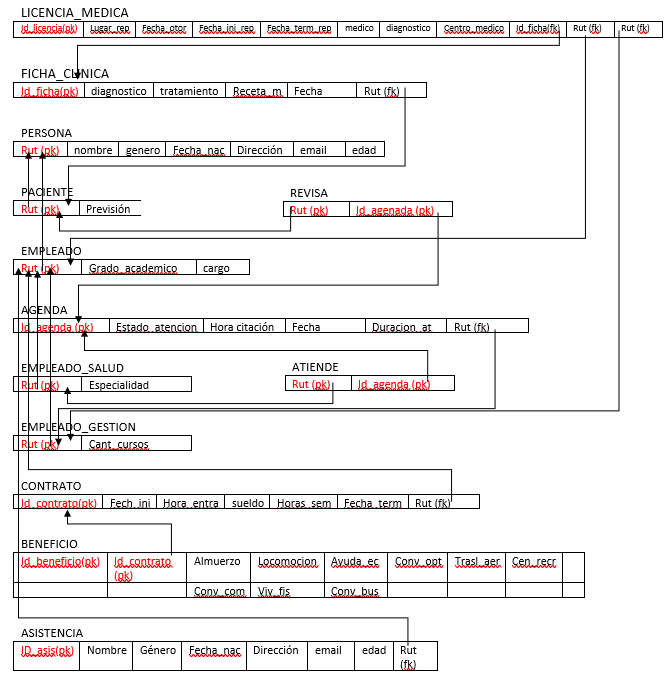 LICENCIA_MEDICA
Id_licencia(pk) Lugar_rep Fecha_otor Fecha_ini_rep Fecha_term_rep medico diagnostico Centro_medico Id_ficha(fk) Rut (fk) Rut (fk)
FICHA_CLINICA
Id_ficha(pk) diagnostico tratamiento Receta_m Fecha Rut (fk)
PERSONA
Rut (pk) nombre genero Fecha_nac Dirección email edad
PACIENTE
Rut (pk) Previsión
REVISA
Rut (pk) Id_agenada (pk)
EMPLEADO
Rut (pk) Grado_academico cargo
AGENDA
Id_agenda (pk) Estado_atencion Hora citación Fecha Duracion_at Rut (fk)
EMPLEADO_SALUD
Rut (pk) Especialidad
ATIENDE
Rut (pk) Id_agenda (pk)
EMPLEADO_GESTION
Rut (pk) Cant_cursos
CONTRATO
Id_contrato(pk) Fech_ini Hora_entra sueldo Horas_sem Fecha_term Rut (fk)
BENEFICIO
Id_beneficio(pk) Id_contrato Almuerzo Locomocion Ayuda_ec Conv_opt Trasl_aer Cen_recr
(pk)
Conv_com Viv_fis Conv_bus
ASISTENCIA
ID_asis(pk) Nombre Género Fecha_nac Dirección email edad Rut
(fk)